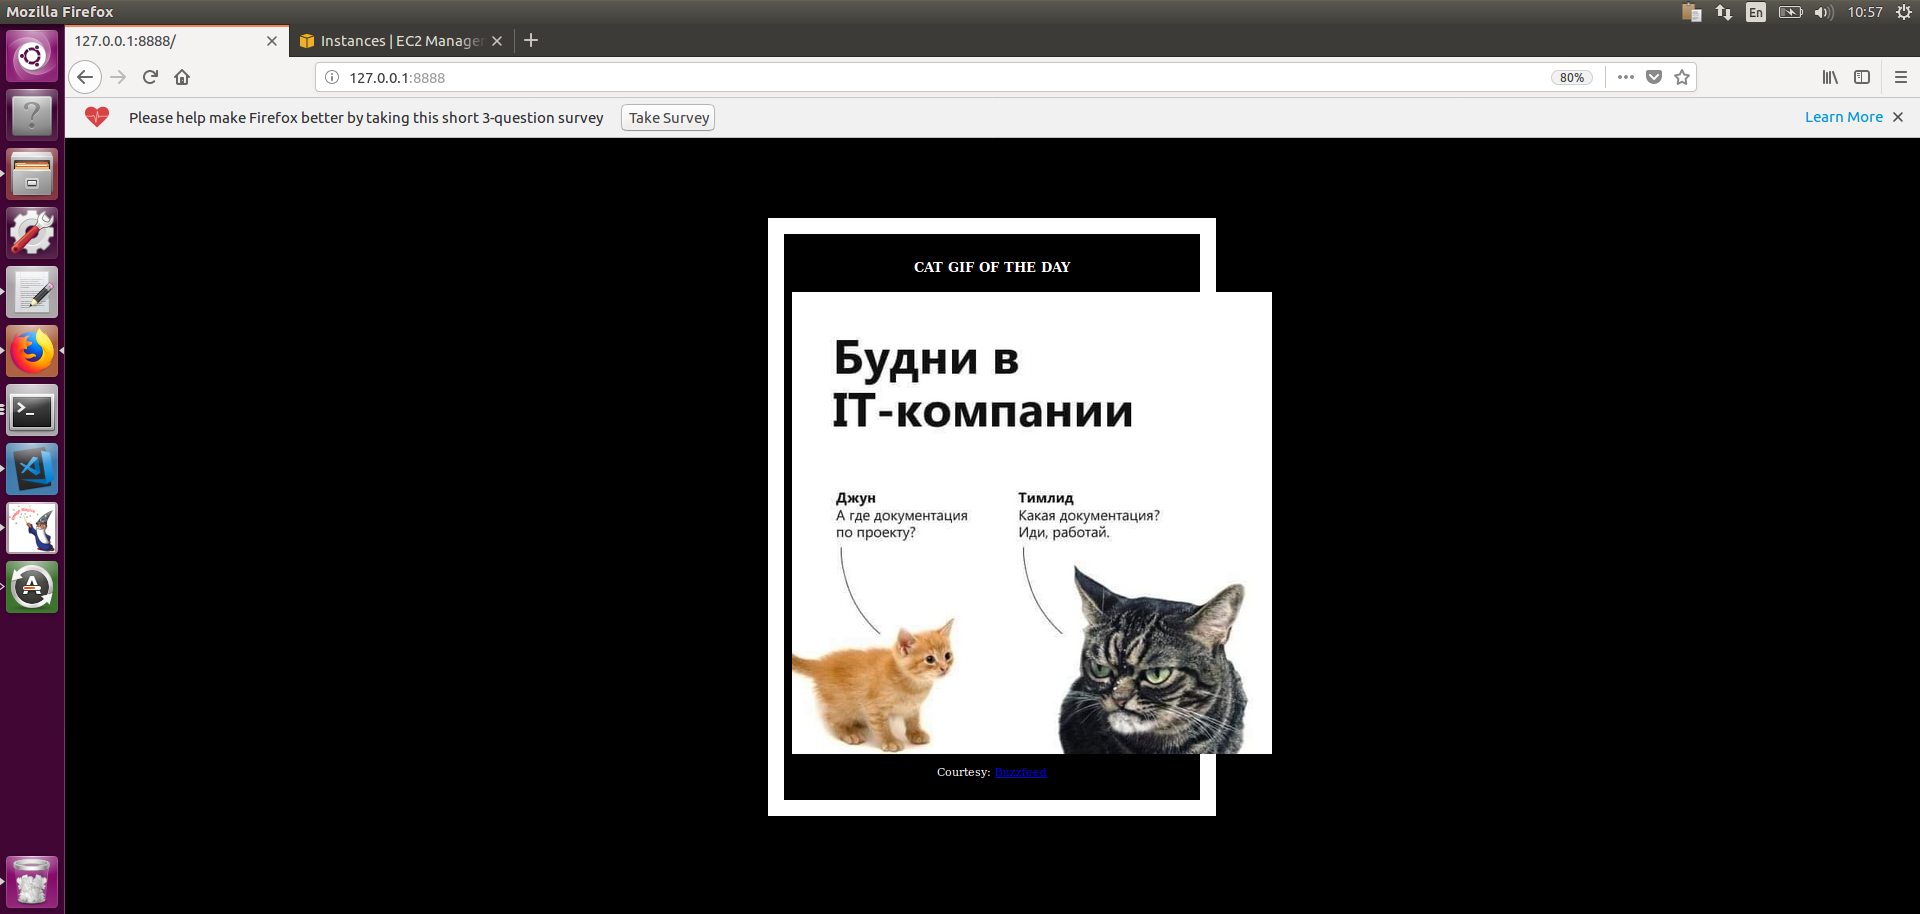 Mozilla Firefox
En
10:57
127.0.0.1:8888/
Instances | EC2 Manager
127.0.0.1:8888
80%
Please help make Firefox better by taking this short 3-question survey
Take Survey
Learn More
CAT GIF OF THE DAY
Будни в
IT-компании
Джун
А где документация
по проекту?
Тимлид
Какая документация?
Иди, работай.
Courtesy: Buzzfeed